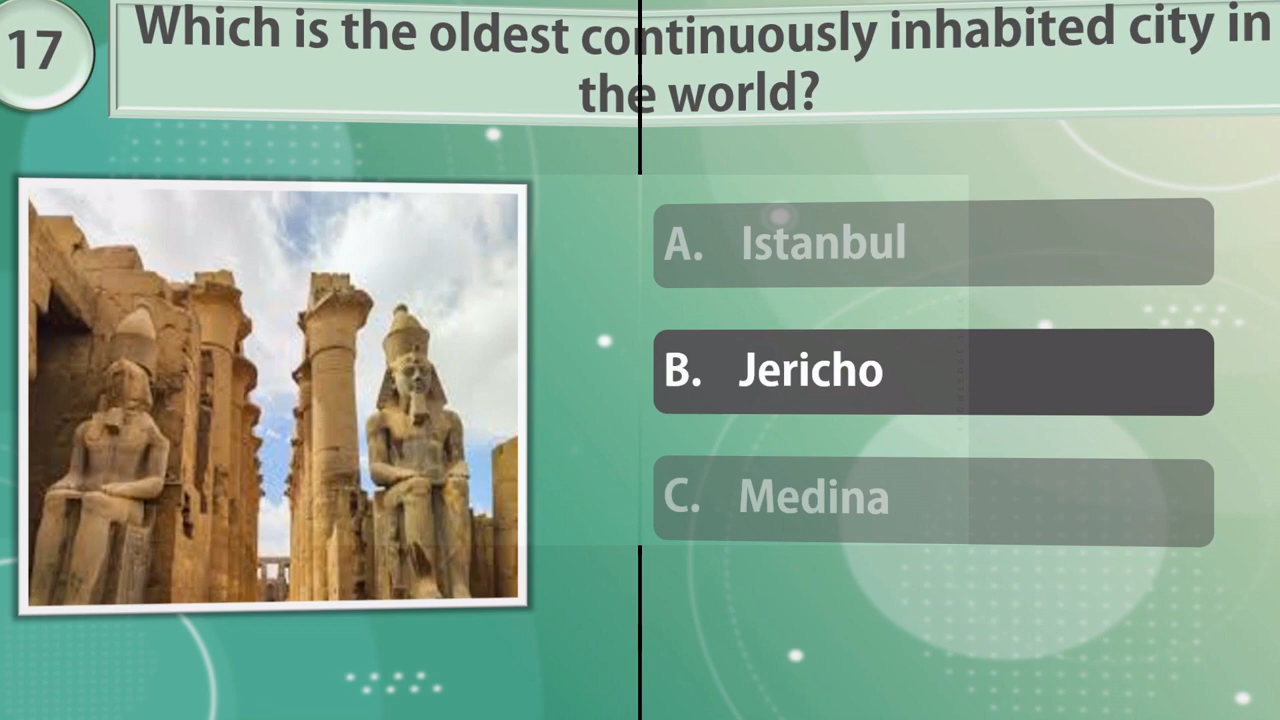 17
Which is the oldest continuously inhabited city in
the world?
A. Istanbul
B. Jericho
C. Medina